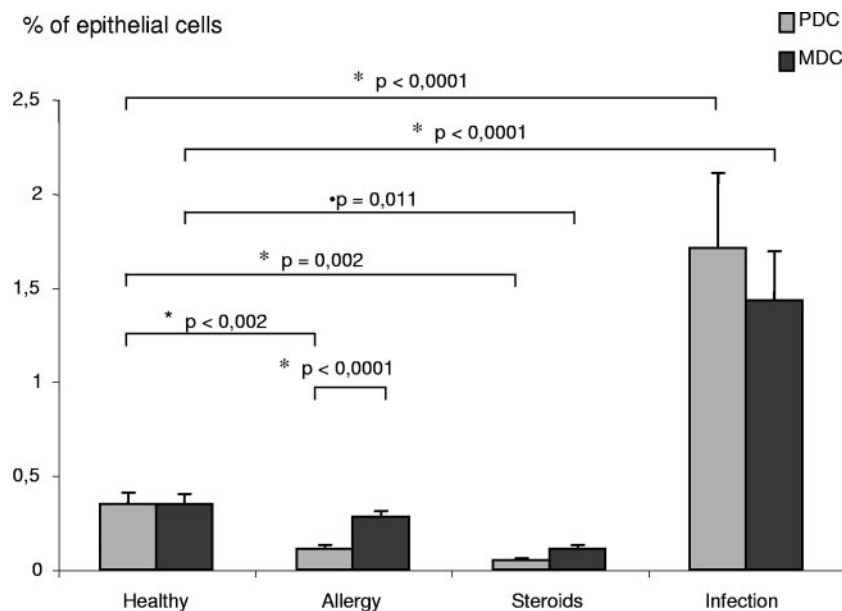 % of epithelial cells
PDC
MDC
2,5
2
1,5
1
0,5
0
* p < 0,0001
* p < 0,0001
•p = 0,011
* p = 0,002
* p < 0,002
* p < 0,0001
Healthy Allergy Steroids Infection